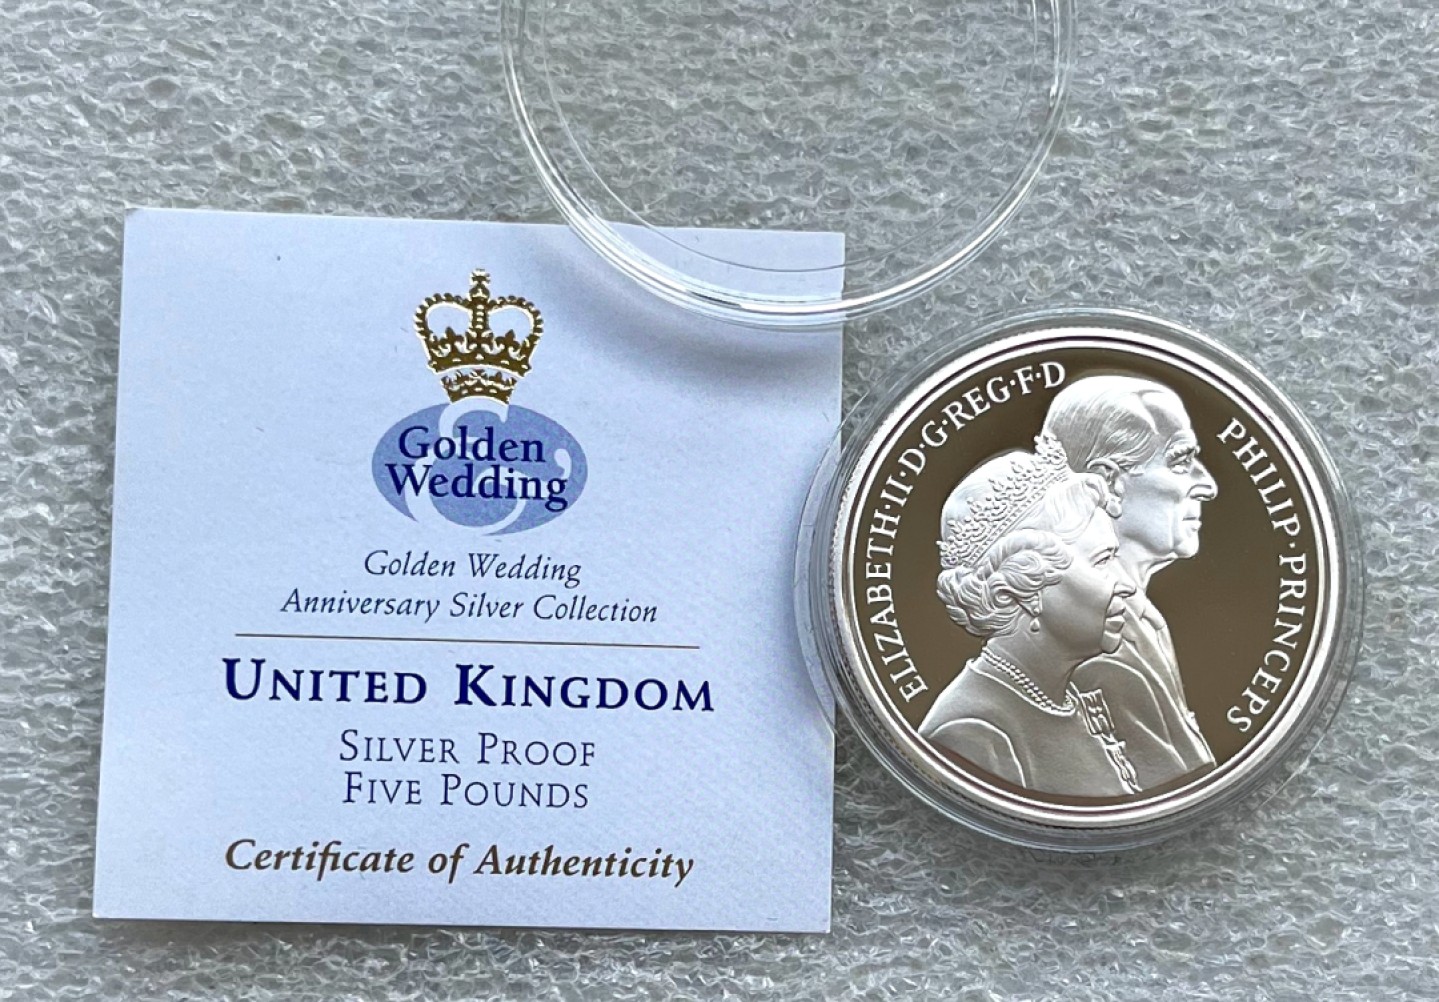 Golden
Wedding
Golden Wedding
Anniversary Silver Collection
UNITED KINGDOM
SILVER PROOF
FIVE POUNDS
Certificate of Authenticity
ELIZABETH·II·D·G·REG·F·D
PHILIP·PRINCEPS